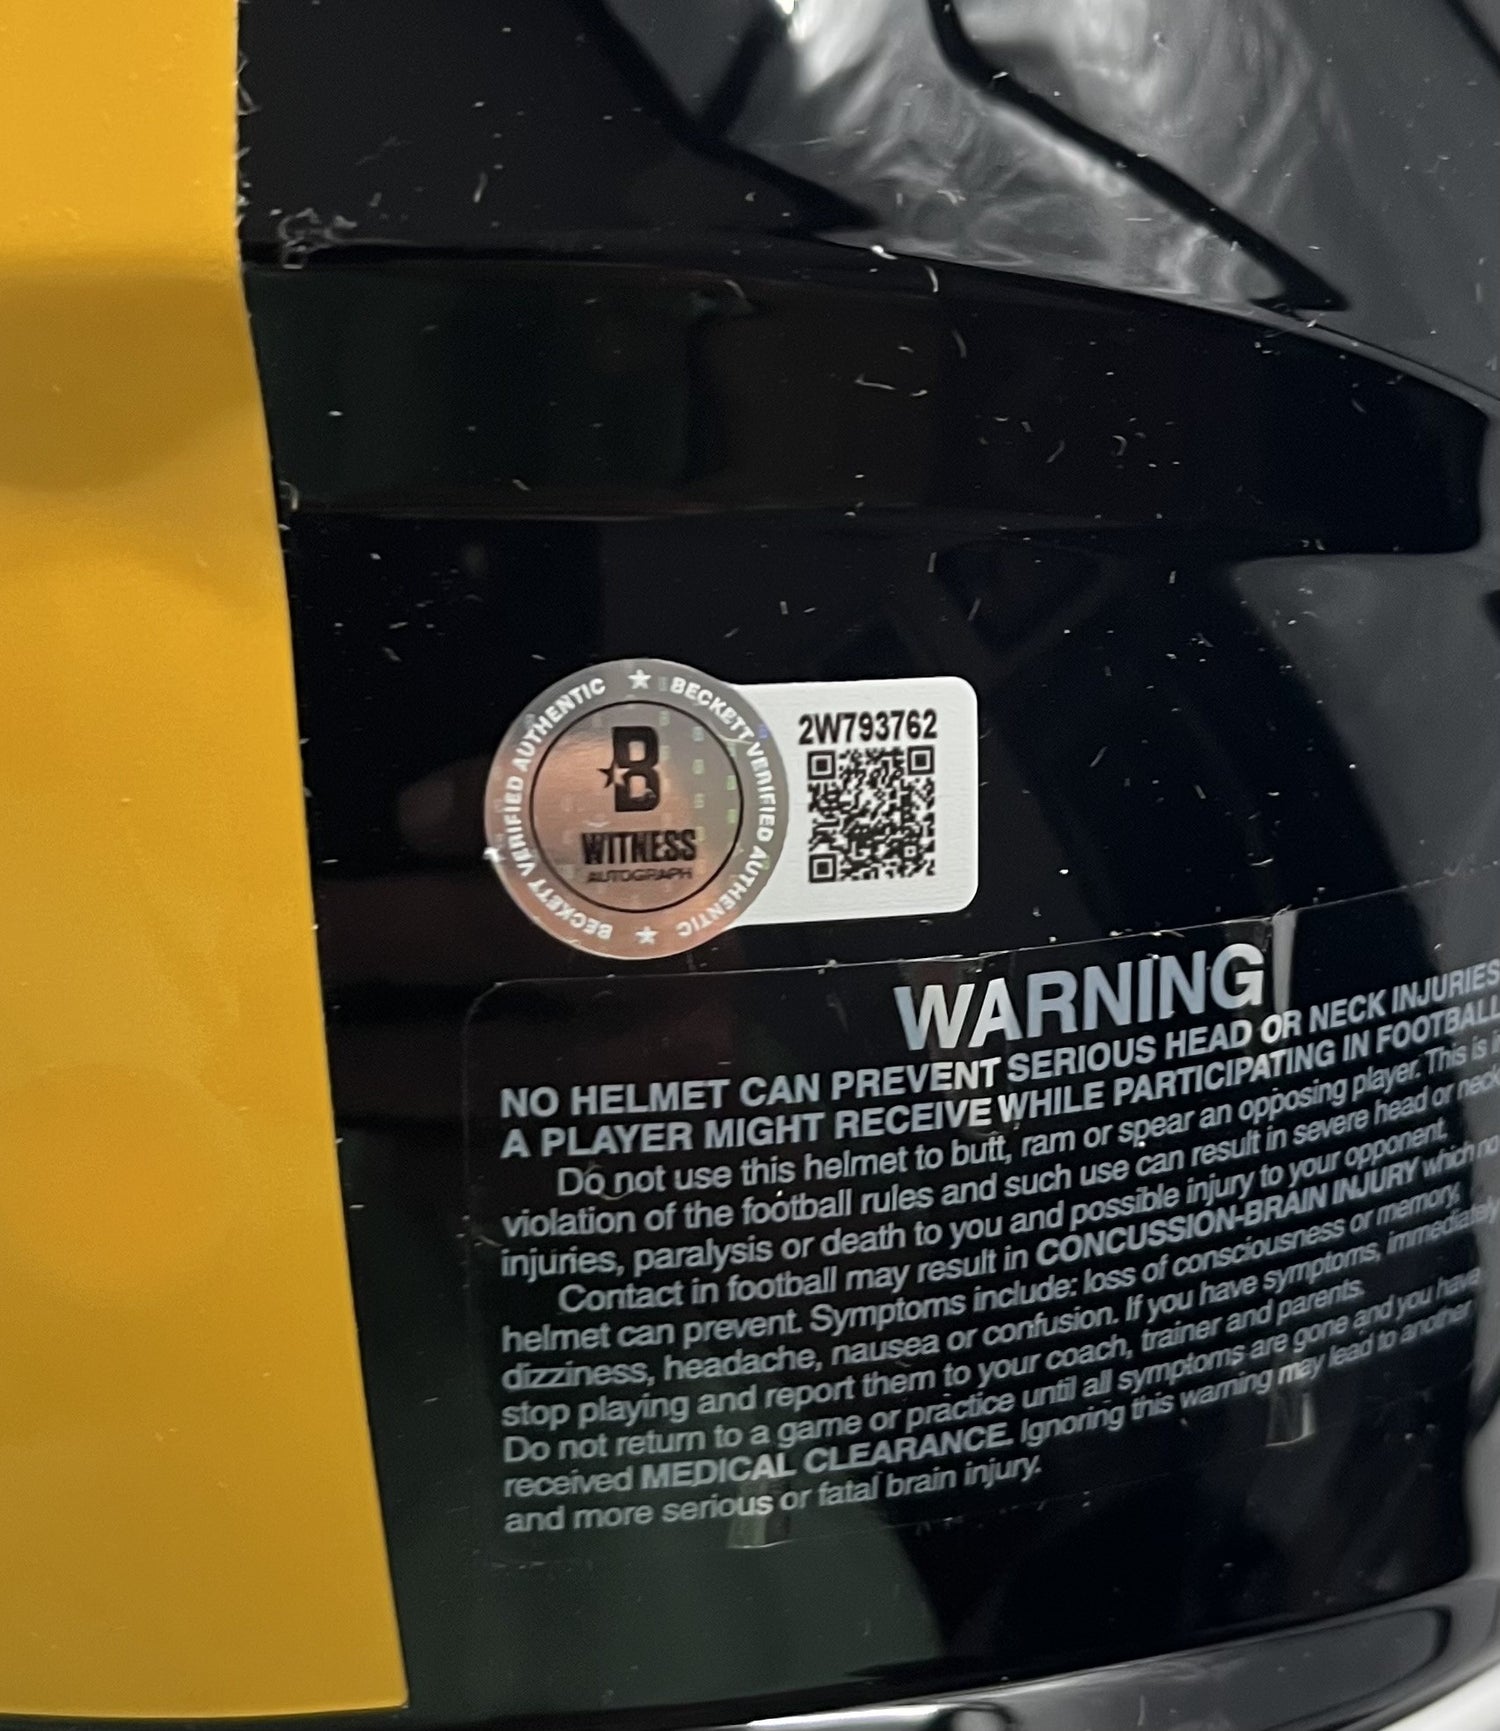 BECKETT VERIFIED AUTHENTIC ★ BECKETT VERIFIED AUTHENTIC ★
B
WITNESS
AUTOGRAPH
2W793762
WARNING
NO HELMET CAN PREVENT SERIOUS HEAD OR NECK INJURIES
A PLAYER MIGHT RECEIVE WHILE PARTICIPATING IN FOOTBALL
Do not use this helmet to butt, ram or spear an opposing player. This is
violation of the football rules and such use can result in severe head or neck
injuries, paralysis or death to you and possible injury to your opponent.
Contact in football may result in CONCUSSION-BRAIN INJURY which no
helmet can prevent. Symptoms include: loss of consciousness or memory,
dizziness, headache, nausea or confusion. If you have symptoms, immediately
stop playing and report them to your coach, trainer and parents.
Do not return to a game or practice until all symptoms are gone and you have
received MEDICAL CLEARANCE. Ignoring this warning may lead to another
and more serious or fatal brain injury.